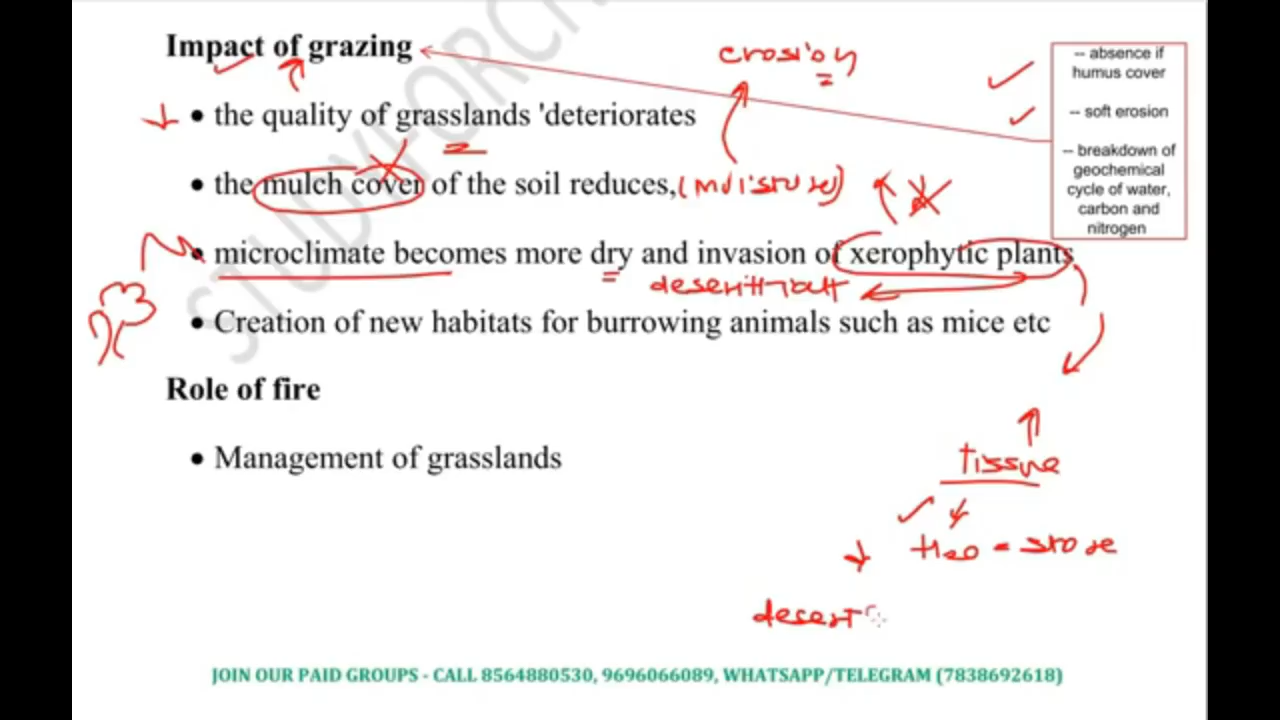 Impact of grazing
erosion
-- absence if
humus cover
-- soft erosion
-- breakdown of
geochemical
cycle of water,
carbon and
nitrogen
• the quality of grasslands 'deteriorates
• the mulch cover of the soil reduces, (moisture)
• microclimate becomes more dry and invasion of xerophytic plants
• Creation of new habitats for burrowing animals such as mice etc
Role of fire
• Management of grasslands
tissue
H20 - store
desert
STUDYFORC
JOIN OUR PAID GROUPS - CALL 8564880530, 9696066089, WHATSAPP/TELEGRAM (7838692618)